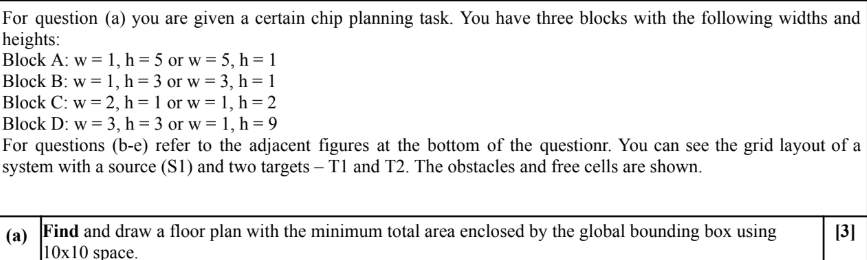 For question (a) you are given a certain chip planning task. You have three blocks with the following widths and
heights:
Block A: w = 1, h = 5 or w = 5, h = 1
Block B: w = 1, h = 3 or w = 3, h = 1
Block C: w = 2, h = 1 or w = 1, h = 2
Block D: w = 3, h = 3 or w = 1, h = 9
For questions (b-e) refer to the adjacent figures at the bottom of the questionr. You can see the grid layout of a
system with a source (S1) and two targets – T1 and T2. The obstacles and free cells are shown.
(a) Find and draw a floor plan with the minimum total area enclosed by the global bounding box using [3]
10x10 space.